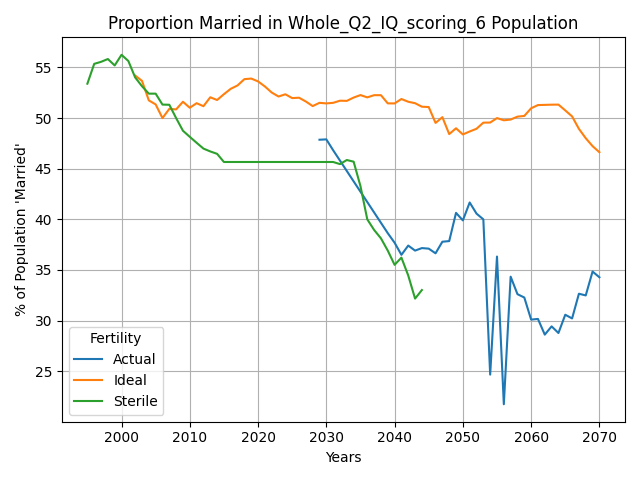 Proportion Married in Whole_Q2_IQ_scoring_6 Population
% of Population 'Married'
55
50
45
40
35
30
25
Fertility
Actual
Ideal
Sterile
2000 2010 2020 2030 2040 2050 2060 2070
Years